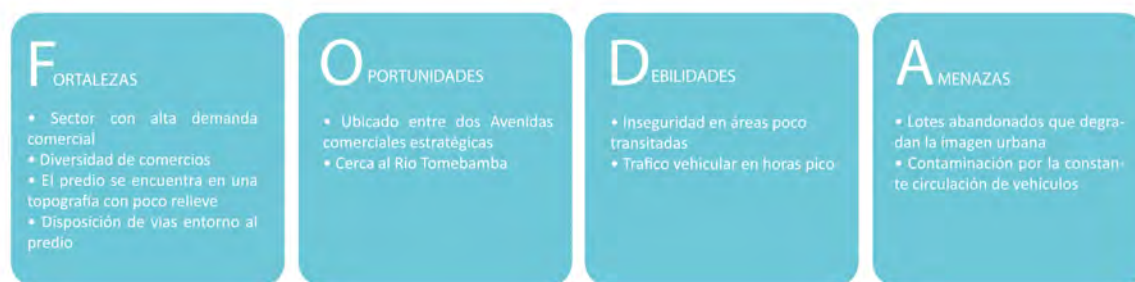 FORTALEZAS
• Sector con alta demanda
comercial
• Diversidad de comercios
• El predio se encuentra en una
topografía con poco relieve
• Disposición de vias entorno al
predio
OPORTUNIDADES
• Ubicado entre dos Avenidas
comerciales estratégicas
• Cerca al Rio Tomebamba
DEBILIDADES
• Inseguridad en áreas poco
transitadas
• Trafico vehicular en horas pico
AMENAZAS
• Lotes abandonados que degra-
dan la imagen urbana
• Contaminación por la constan-
te circulación de vehículos